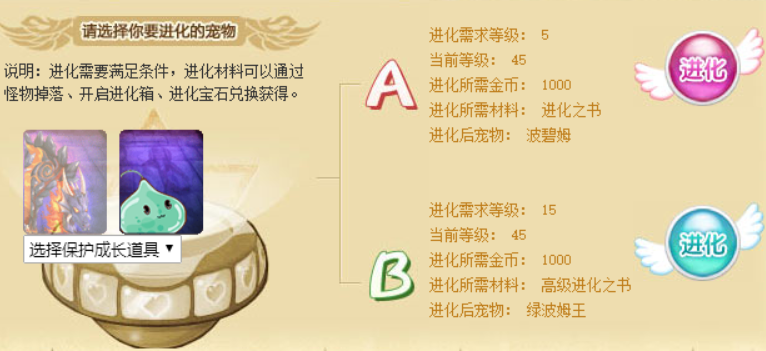 请选择你要进化的宠物
说明：进化需要满足条件，进化材料可以通过
怪物掉落、开启进化箱、进化宝石兑换获得。
选择保护成长道具
A
进化需求等级： 5
当前等级： 45
进化所需金币： 1000
进化所需材料： 进化之书
进化后宠物： 波碧姆
进化
B
进化需求等级： 15
当前等级： 45
进化所需金币： 1000
进化所需材料： 高级进化之书
进化后宠物： 绿波姆王
进化